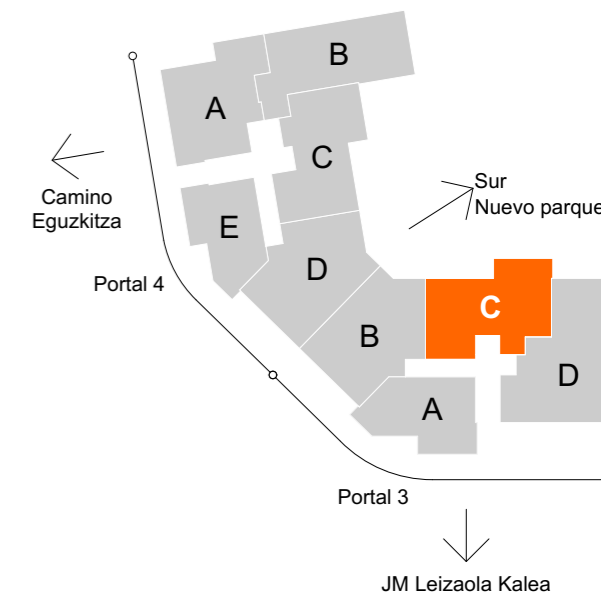 B
A
C
Sur
Nuevo parque
Camino
Eguzkitza
E
D
Portal 4
C
B
D
A
Portal 3
JM Leizaola Kalea